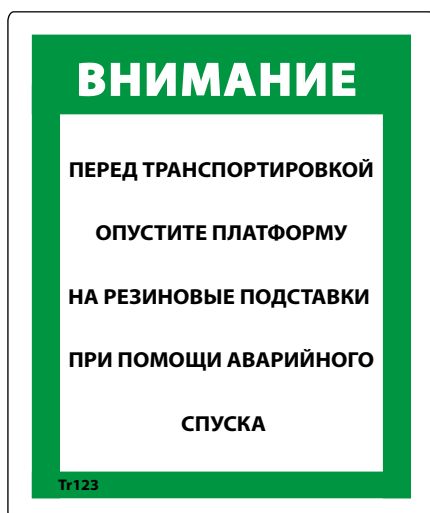 ВНИМАНИЕ
ПЕРЕД ТРАНСПОРТИРОВКОЙ
ОПУСТИТЕ ПЛАТФОРМУ
НА РЕЗИНОВЫЕ ПОДСТАВКИ
ПРИ ПОМОЩИ АВАРИЙНОГО
СПУСКА
Tr123